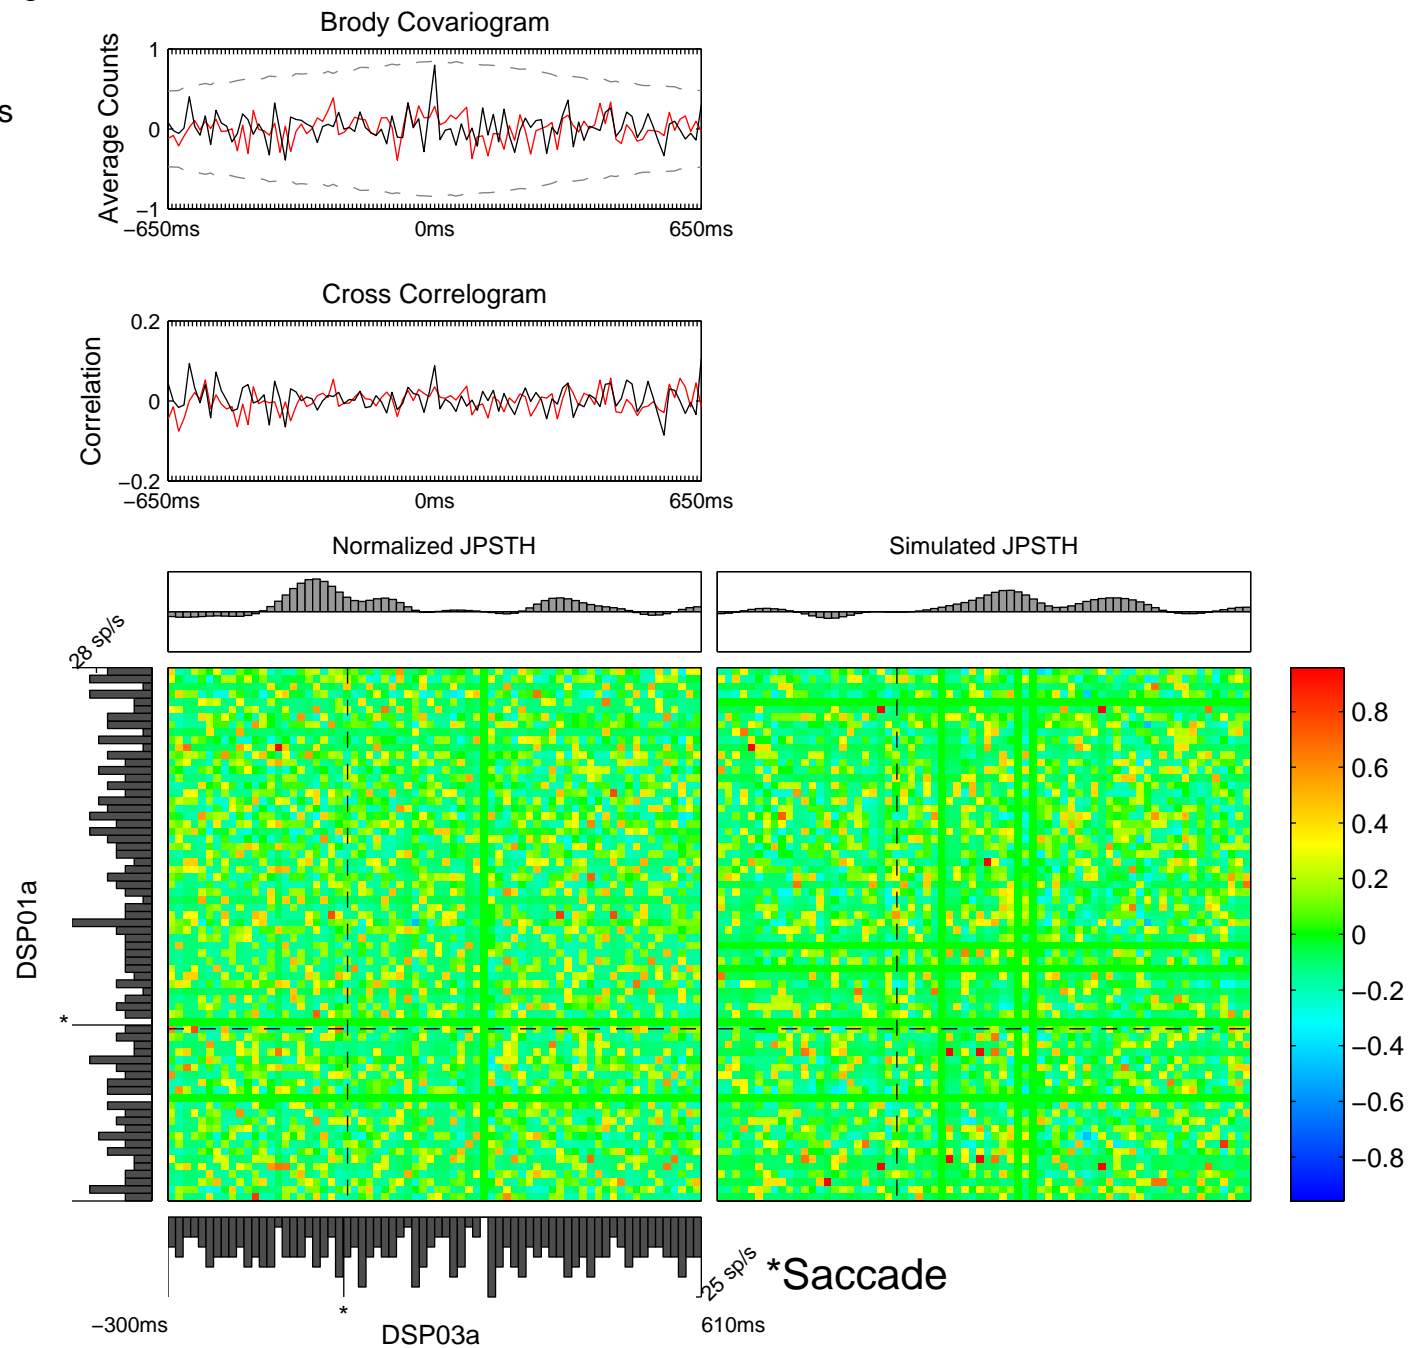 Brody Covariogram
Average Counts
1
0
−1
−650ms
0ms
650ms
s
Cross Correlogram
Correlation
0.2
0
−0.2
−650ms
0ms
650ms
Normalized JPSTH
Simulated JPSTH
28 sp/s
DSP01a
*
0.8
0.6
0.4
0.2
0
−0.2
−0.4
−0.6
−0.8
25 sp/s
*Saccade
*
−300ms
DSP03a
610ms